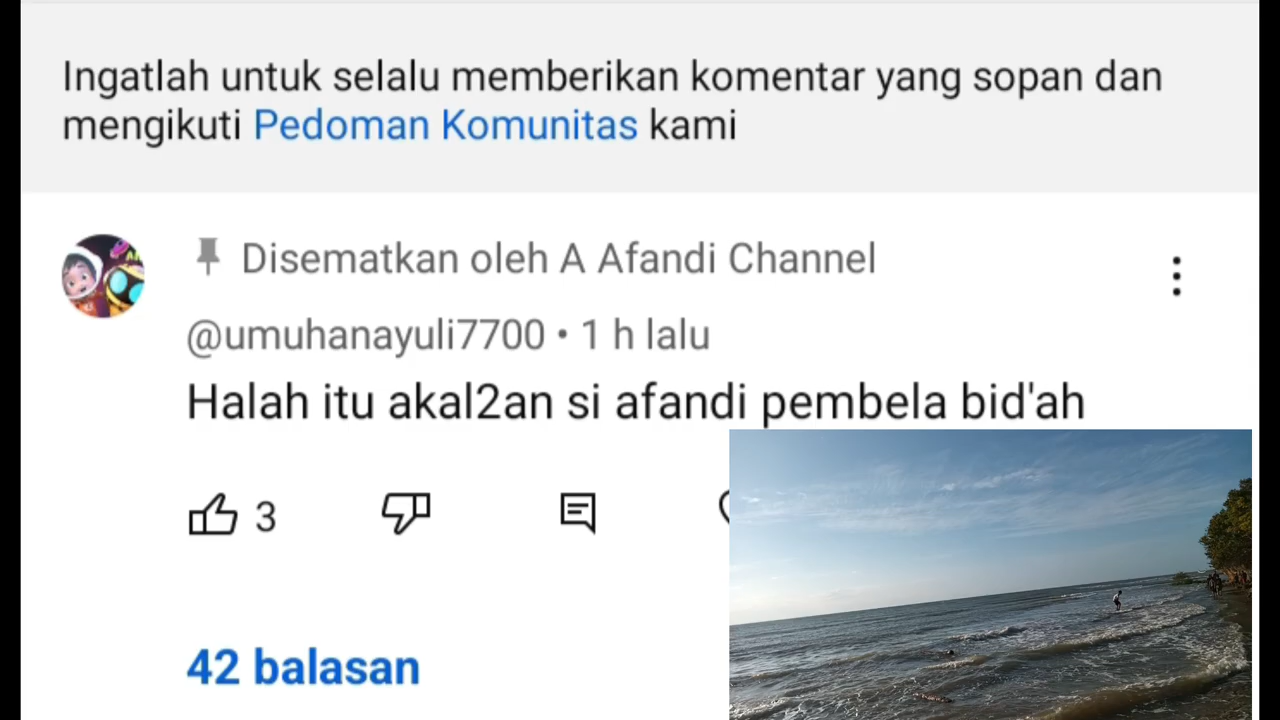 Ingatlah untuk selalu memberikan komentar yang sopan dan
mengikuti Pedoman Komunitas kami
Disematkan oleh A Afandi Channel
@umuhanayuli7700 • 1 h lalu
Halah itu akal2an si afandi pembela bid'ah
3
42 balasan